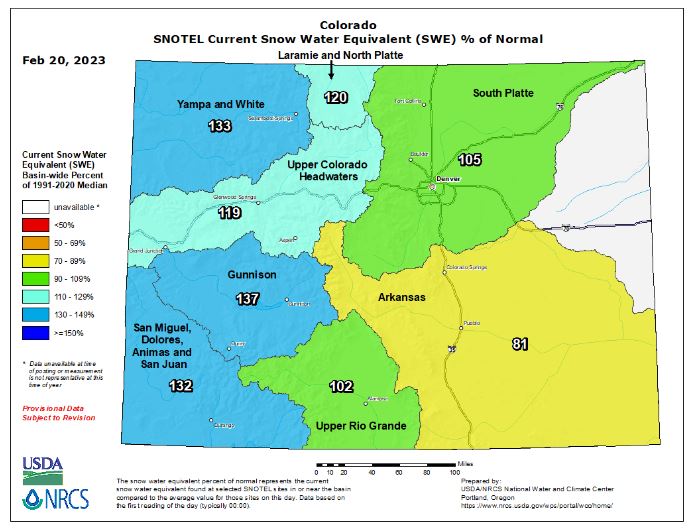 Colorado
SNOTEL Current Snow Water Equivalent (SWE) % of Normal
Feb 20, 2023
Laramie and North Platte
120
Yampa and White
Steamboat Springs
133
Fort Collins
South Platte
76
Boulder
105
Denver
Upper Colorado
Headwaters
Glenwood Springs
119
Grand Junction
Aspen
Colorado Springs
Gunnison
137
Gunnison
Arkansas
Pueblo
81
San Miguel,
Dolores,
Animas and
San Juan
Ouray
132
102
Alamosa
Durango
Upper Rio Grande
Current Snow Water
Equivalent (SWE)
Basin-wide Percent
of 1991-2020 Median
unavailable *
<50%
50 - 69%
70 - 89%
90 - 109%
110 - 129%
130 - 149%
>=150%
* Data unavailable at time
of posting or measurement
is not representative at this
time of year
Provisional Data
Subject to Revision
USDA
NRCS
Miles
0 10 20 40 60 80 100
The snow water equivalent percent of normal represents the current
snow water equivalent found at selected SNOTEL sites in or near the basin
compared to the average value for those sites on this day. Data based on
the first reading of the day (typically 00:00).
Prepared by:
USDA/NRCS National Water and Climate Center
Portland, Oregon
https://www.nrcs.usda.gov/wps/portal/wcc/home/